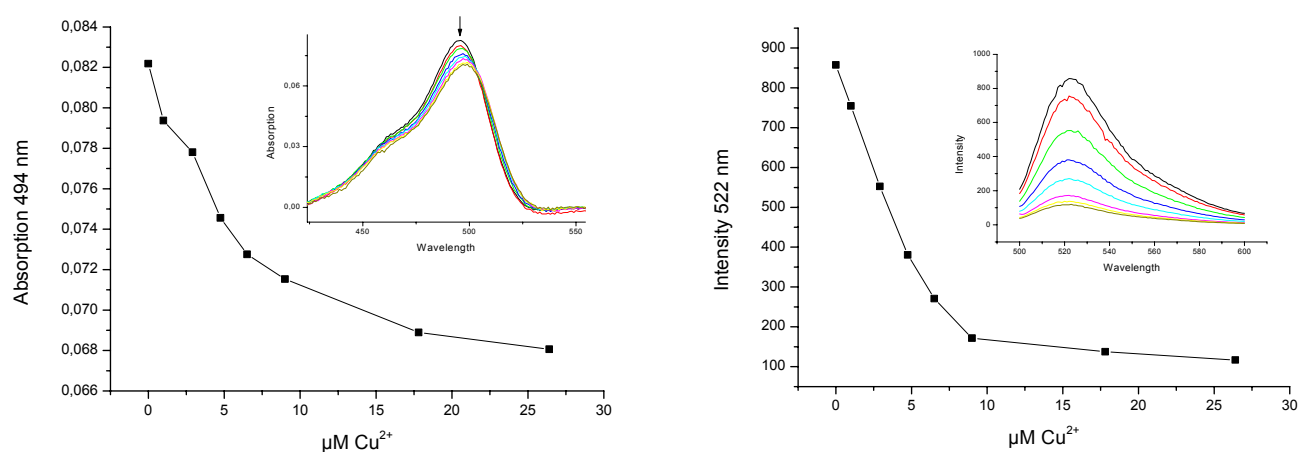 0,084
0,082
0,080
0,078
0,076
0,074
0,072
0,070
0,068
0,066
Absorption 494 nm
0 5 10 15 20 25 30
µM Cu²⁺
0,06
0,03
0,00
Absorption
450 500 550
Wavelength
900
800
700
600
500
400
300
200
100
Intensity 522 nm
0 5 10 15 20 25 30
µM Cu²⁺
1000
800
600
400
200
0
Intensity
500 520 540 560 580 600
Wavelength